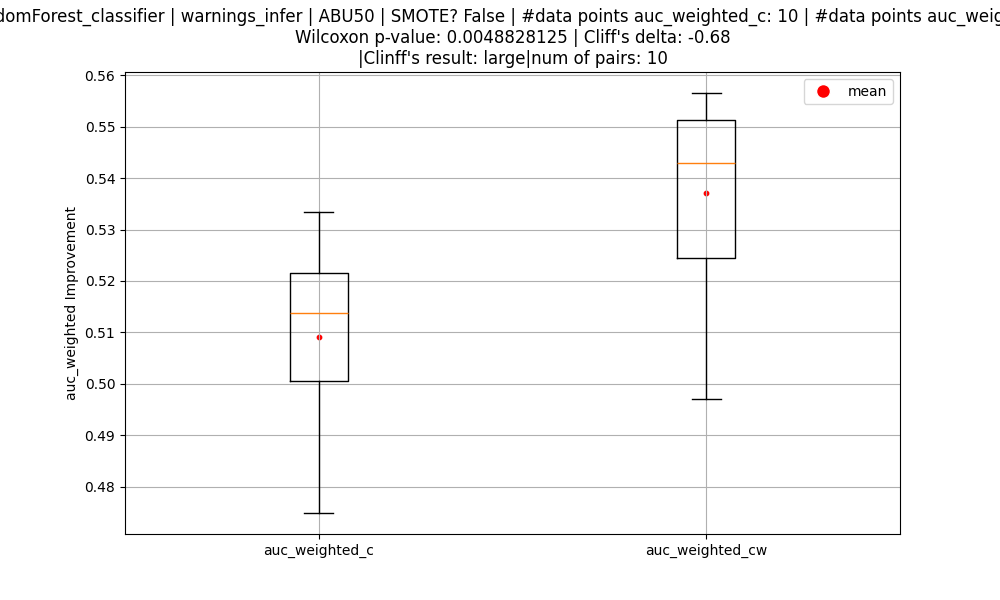 domForest_classifier | warnings_infer | ABU50 | SMOTE? False | #data points auc_weighted_c: 10 | #data points auc_weig
Wilcoxon p-value: 0.0048828125 | Cliff's delta: -0.68
|Clinff's result: large|num of pairs: 10
mean
0.56
0.55
0.54
0.53
0.52
0.51
0.50
0.49
0.48
auc_weighted Improvement
auc_weighted_c
auc_weighted_cw